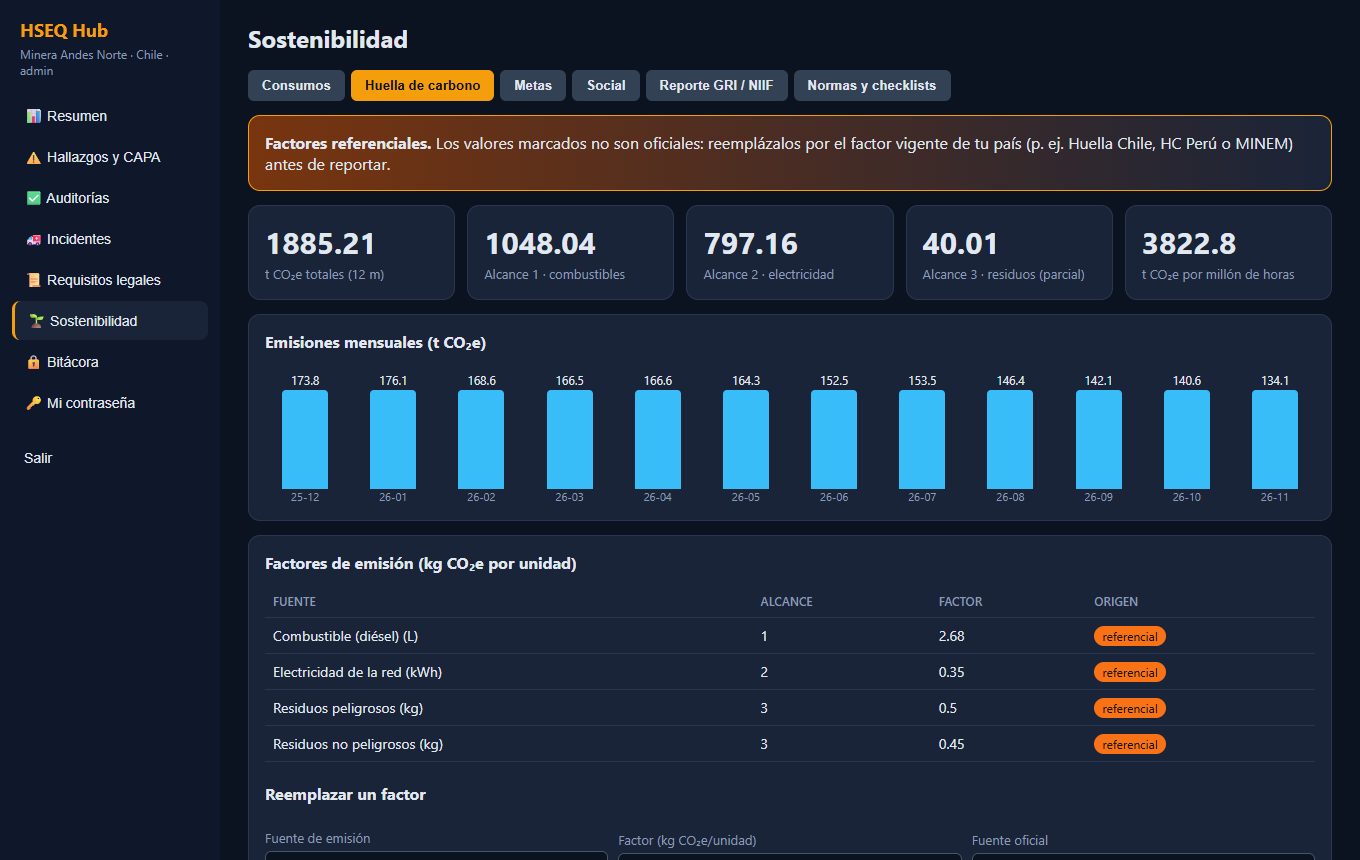 HSEQ Hub
Minera Andes Norte · Chile ·
admin
Resumen
Hallazgos y CAPA
Auditorías
Incidentes
Requisitos legales
Sostenibilidad
Bitácora
Mi contraseña
Salir
Sostenibilidad
Consumos
Huella de carbono
Metas
Social
Reporte GRI / NIIF
Normas y checklists
Factores referenciales. Los valores marcados no son oficiales: reemplázalos por el factor vigente de tu país (p. ej. Huella Chile, HC Perú o MINEM)
antes de reportar.
1885.21
t CO₂e totales (12 m)
1048.04
Alcance 1 · combustibles
797.16
Alcance 2 · electricidad
40.01
Alcance 3 · residuos (parcial)
3822.8
t CO₂e por millón de horas
Emisiones mensuales (t CO₂e)
173.8 176.1 168.6 166.5 166.6 164.3 152.5 153.5 146.4 142.1 140.6 134.1
25-12 26-01 26-02 26-03 26-04 26-05 26-06 26-07 26-08 26-09 26-10 26-11
Factores de emisión (kg CO₂e por unidad)
FUENTE ALCANCE FACTOR ORIGEN
Combustible (diésel) (L) 1 2.68 referencial
Electricidad de la red (kWh) 2 0.35 referencial
Residuos peligrosos (kg) 3 0.5 referencial
Residuos no peligrosos (kg) 3 0.45 referencial
Reemplazar un factor
Fuente de emisión Factor (kg CO₂e/unidad) Fuente oficial